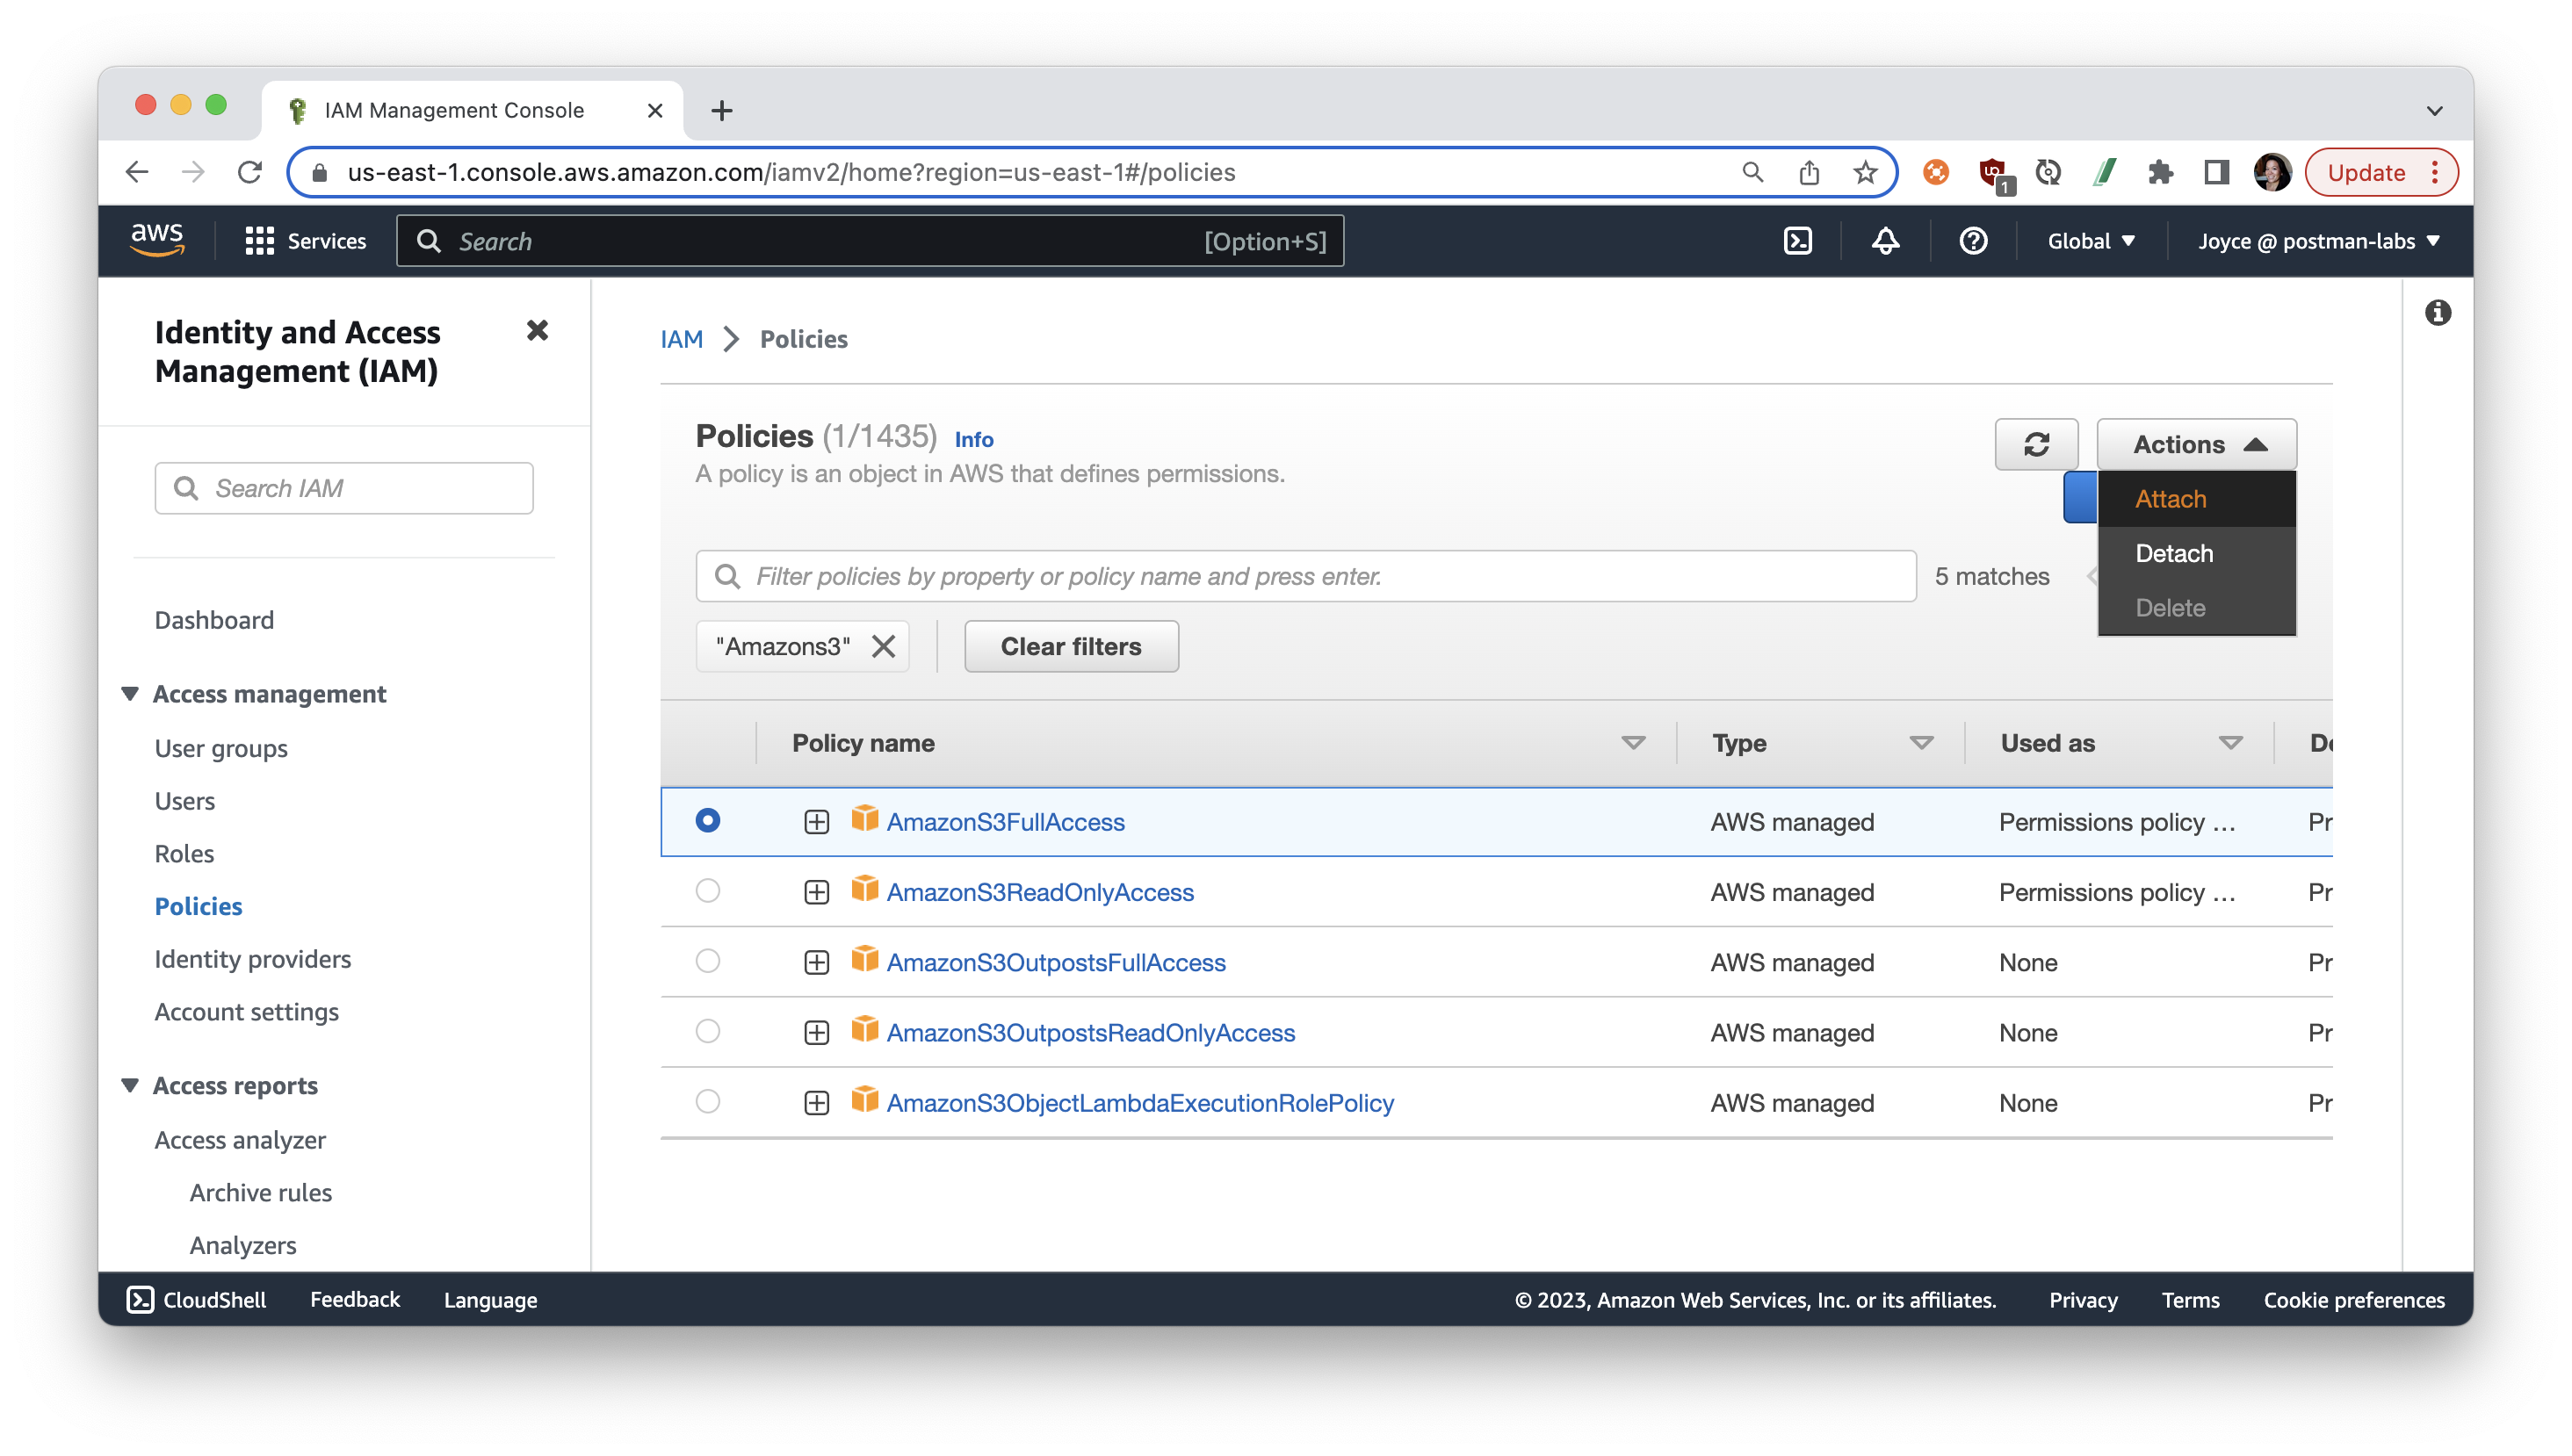 IAM Management Console
us-east-1.console.aws.amazon.com/iamv2/home?region=us-east-1#/policies
1
Update
aws
Services
Search
[Option+S]
Global
Joyce @ postman-labs
Identity and Access
Management (IAM)
Search IAM
Dashboard
Access management
User groups
Users
Roles
Policies
Identity providers
Account settings
Access reports
Access analyzer
Archive rules
Analyzers
IAM > Policies
Policies (1/1435) Info
A policy is an object in AWS that defines permissions.
Actions
Attach
Detach
Delete
Filter policies by property or policy name and press enter.
5 matches
"Amazons3"
Clear filters
Policy name Type Used as De
AmazonS3FullAccess AWS managed Permissions policy ... Pr
AmazonS3ReadOnlyAccess AWS managed Permissions policy ... Pr
AmazonS3OutpostsFullAccess AWS managed None Pr
AmazonS3OutpostsReadOnlyAccess AWS managed None Pr
AmazonS3ObjectLambdaExecutionRolePolicy AWS managed None Pr
CloudShell Feedback Language © 2023, Amazon Web Services, Inc. or its affiliates. Privacy Terms Cookie preferences